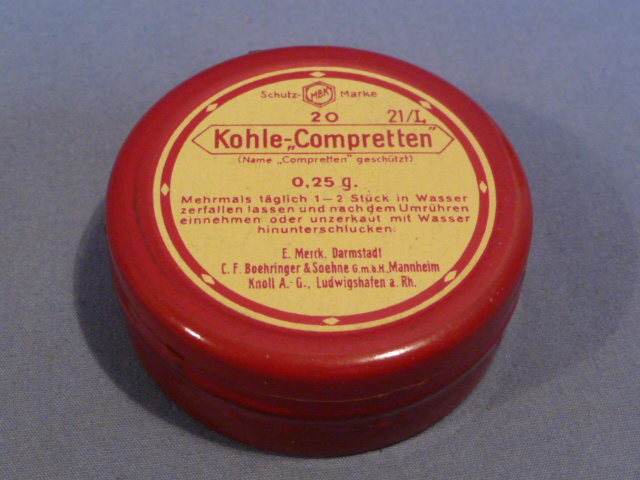 Schutz- MBK Marke
20 21/L
Kohle-„Compretten"
(Name „Compretten" geschützt)
0,25 g.
Mehrmals täglich 1–2 Stück in Wasser
zerfallen lassen und nach dem Umrühren
einnehmen oder unzerkaut mit Wasser
hinunterschlucken.
E. Merck, Darmstadt
C. F. Boehringer & Soehne G.m.b.H., Mannheim
Knoll A.-G., Ludwigshafen a. Rh.